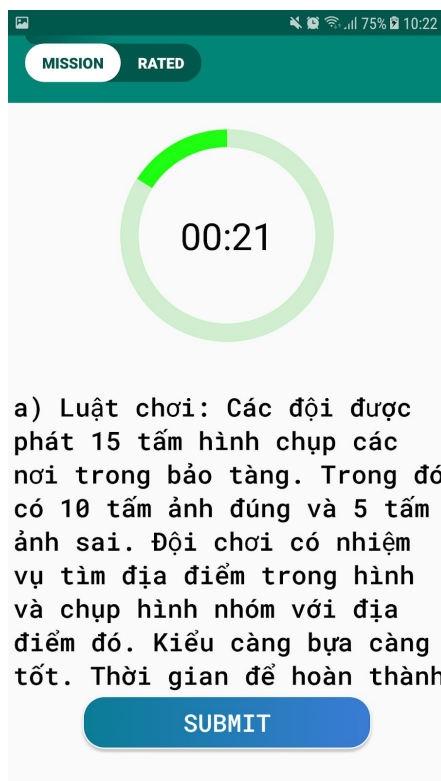 75% 10:22
MISSION RATED
00:21
a) Luật chơi: Các đội được
phát 15 tấm hình chụp các
nơi trong bảo tàng. Trong đó
có 10 tấm ảnh đúng và 5 tấm
ảnh sai. Đội chơi có nhiệm
vụ tìm địa điểm trong hình
và chụp hình nhóm với địa
điểm đó. Kiểu càng bựa càng
tốt. Thời gian để hoàn thành
SUBMIT